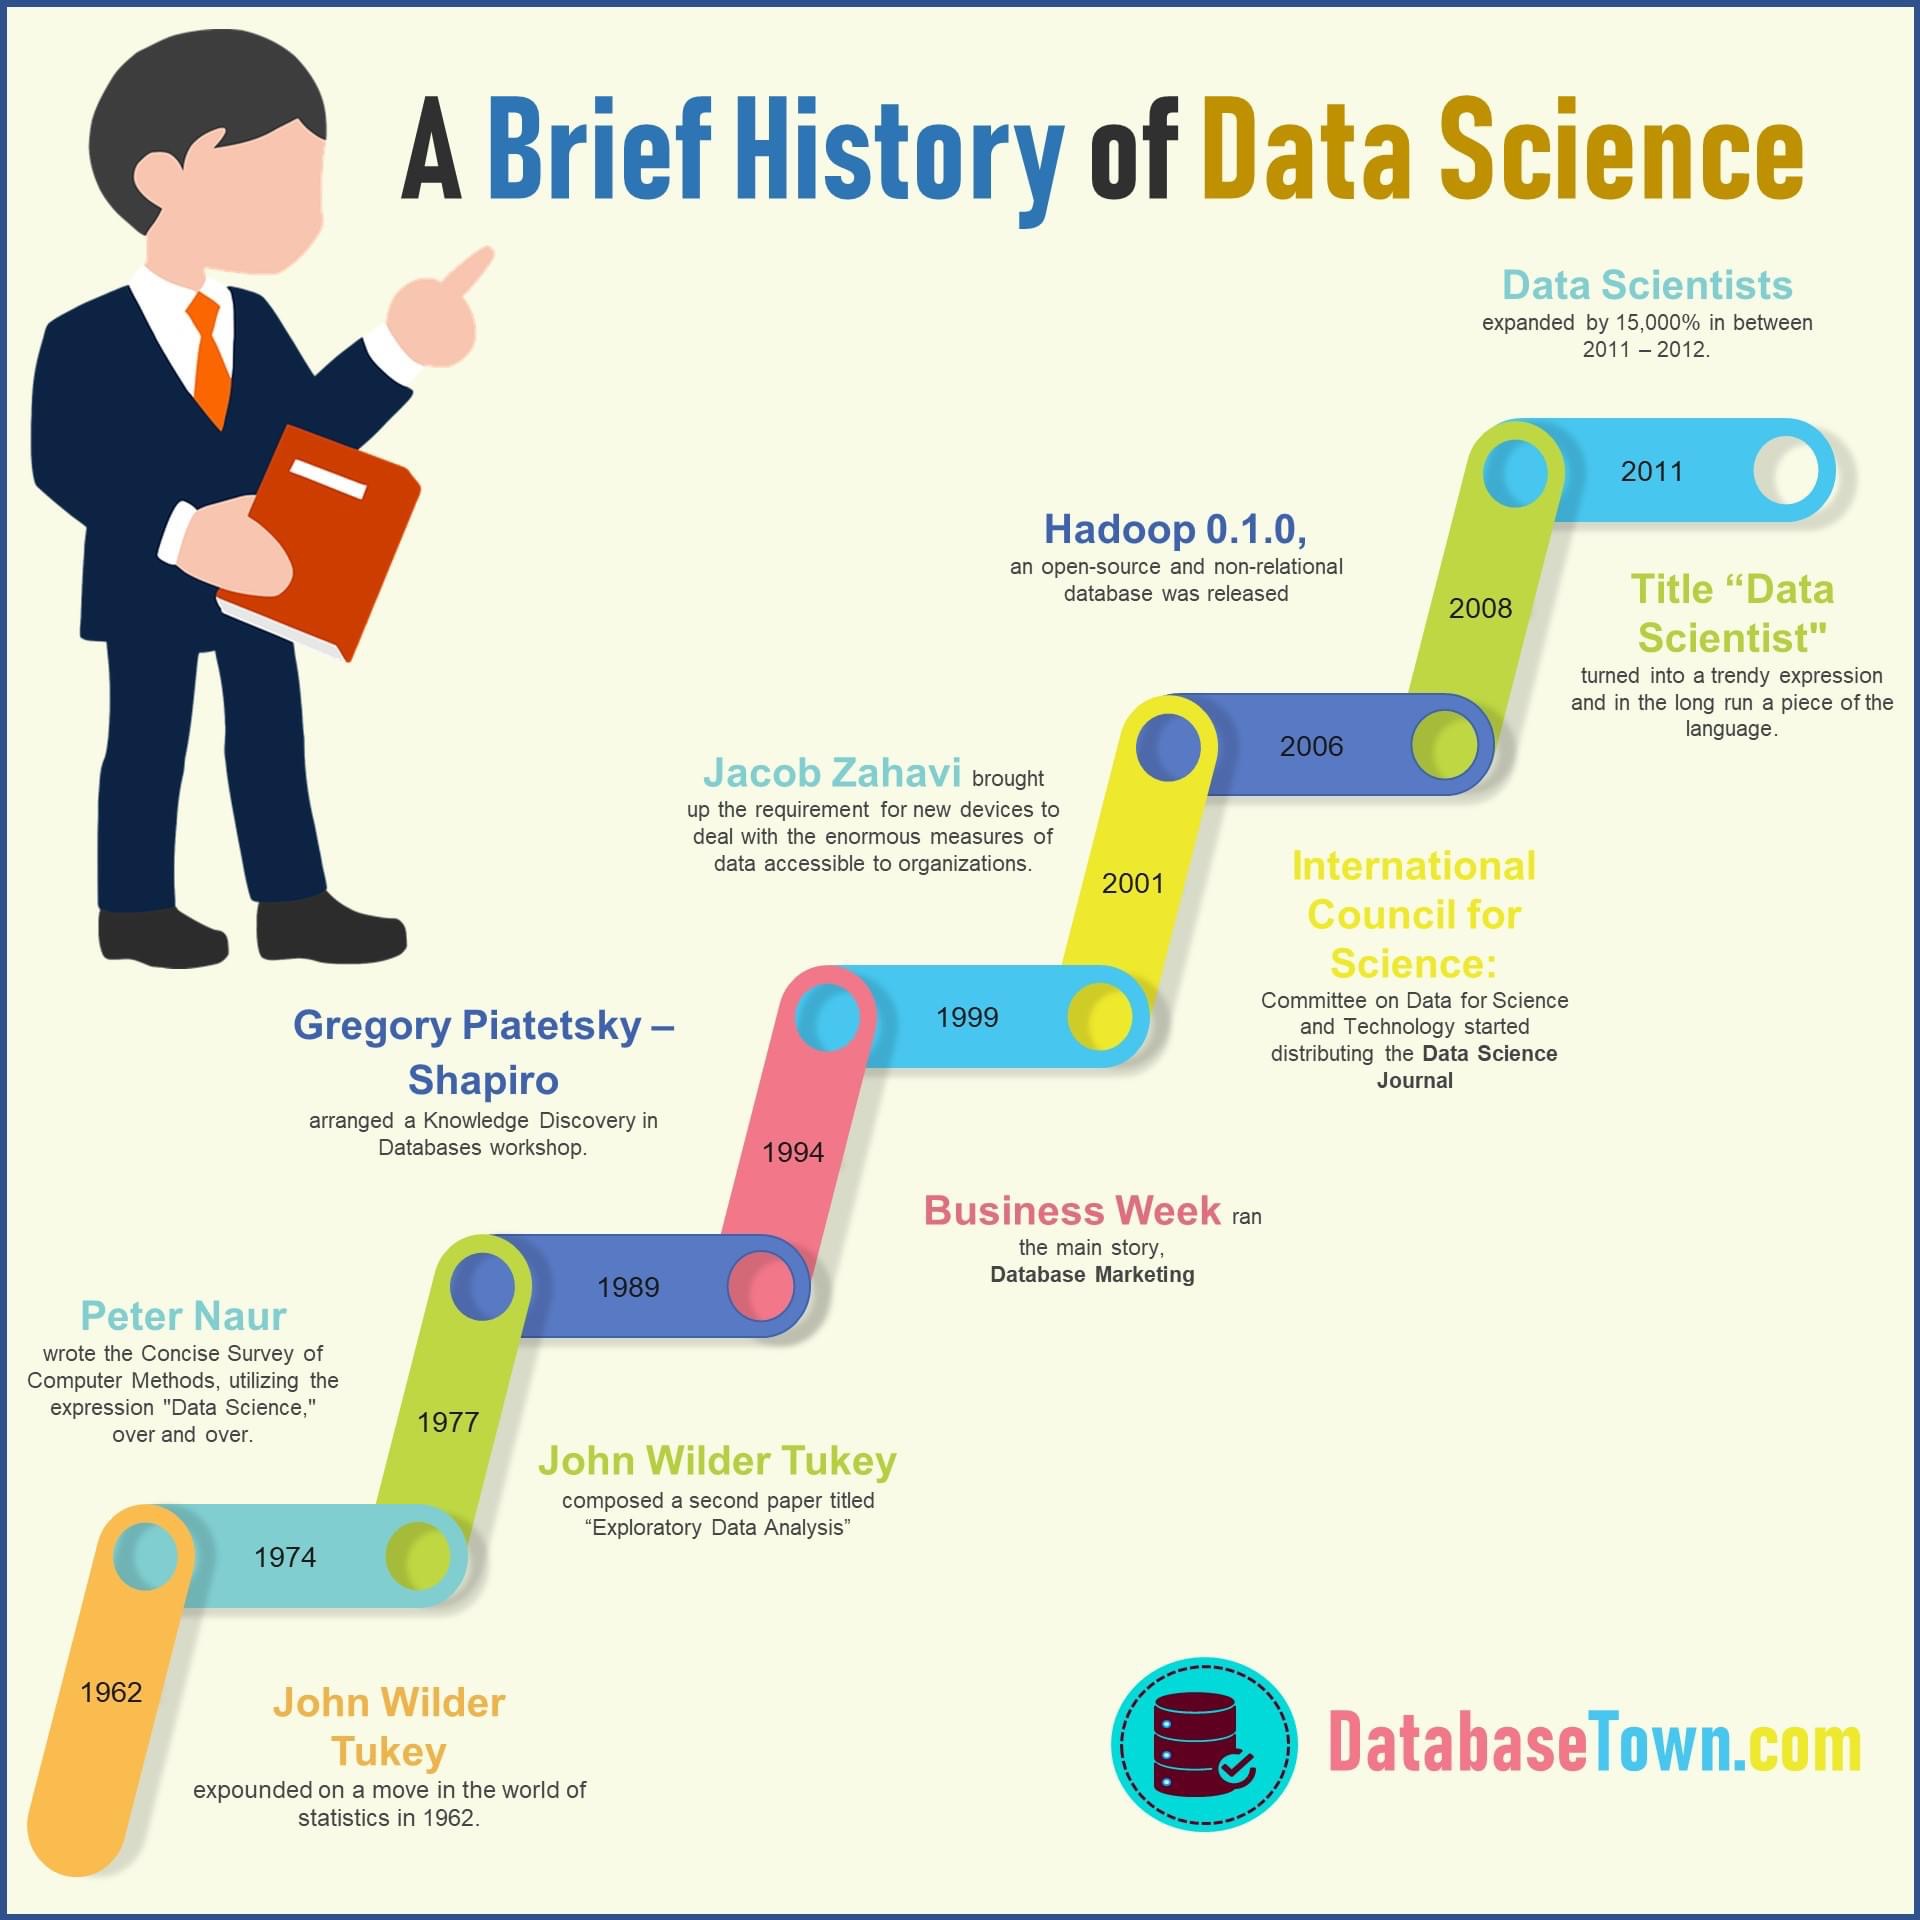 A Brief History of Data Science
Data Scientists
expanded by 15,000% in between
2011 – 2012.
2011
Hadoop 0.1.0,
an open-source and non-relational
database was released
2008
Title “Data
Scientist"
turned into a trendy expression
and in the long run a piece of the
language.
2006
Jacob Zahavi brought
up the requirement for new devices to
deal with the enormous measures of
data accessible to organizations.
2001
International
Council for
Science:
Committee on Data for Science
and Technology started
distributing the Data Science
Journal
1999
Gregory Piatetsky –
Shapiro
arranged a Knowledge Discovery in
Databases workshop.
1994
Business Week ran
the main story,
Database Marketing
1989
Peter Naur
wrote the Concise Survey of
Computer Methods, utilizing the
expression "Data Science,"
over and over.
1977
John Wilder Tukey
composed a second paper titled
“Exploratory Data Analysis”
1974
1962
John Wilder
Tukey
expounded on a move in the world of
statistics in 1962.
DatabaseTown.com